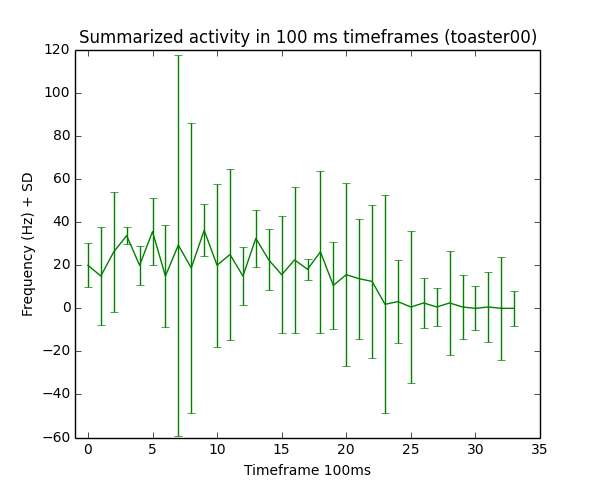 Summarized activity in 100 ms timeframes (toaster00)
120
100
80
60
40
20
0
−20
−40
−60
Frequency (Hz) + SD
0 5 10 15 20 25 30 35
Timeframe 100ms